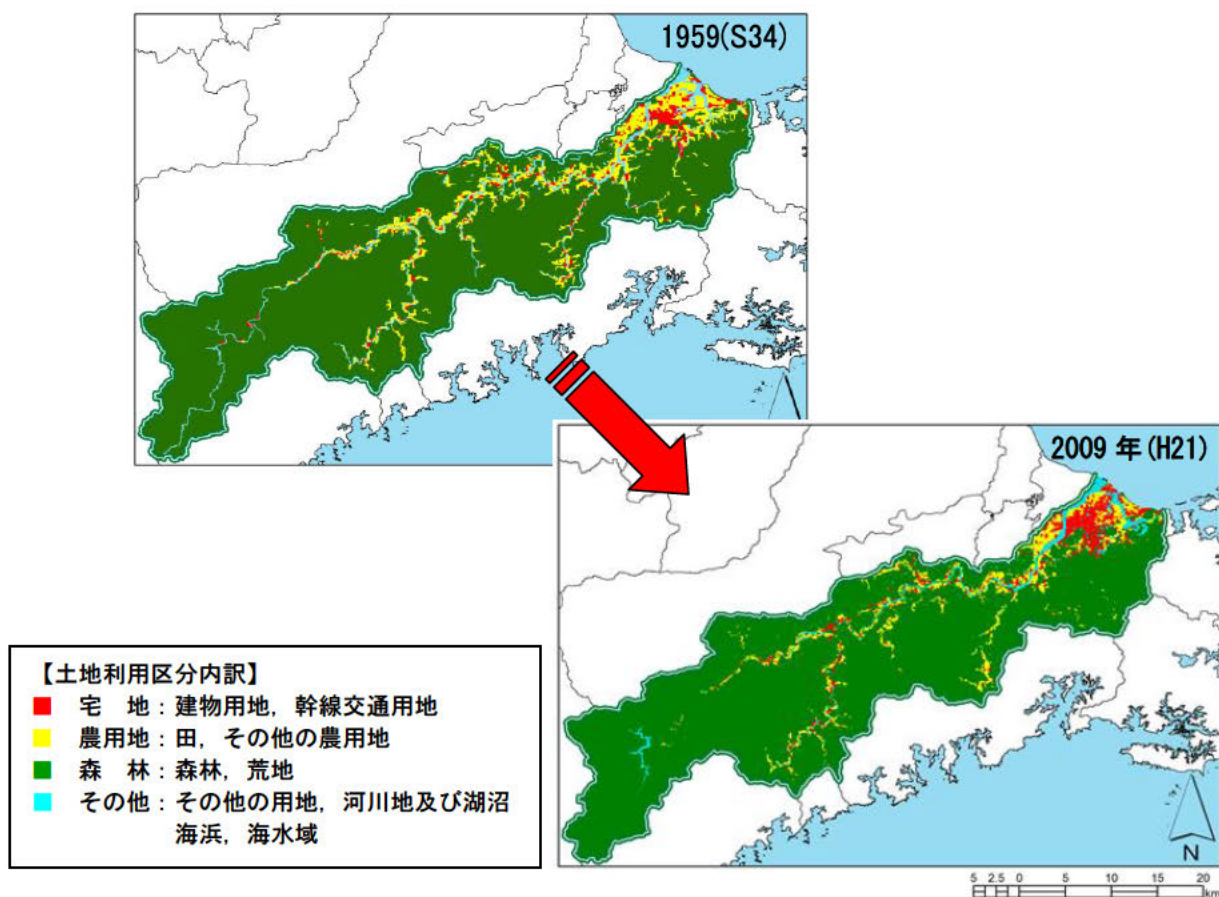 1959(S34)
2009 年(H21)
【土地利用区分内訳】
宅　地：建物用地，幹線交通用地
農用地：田，その他の農用地
森　林：森林，荒地
その他：その他の用地，河川地及び湖沼
海浜，海水域
N
5 2.5 0 5 10 15 20
km